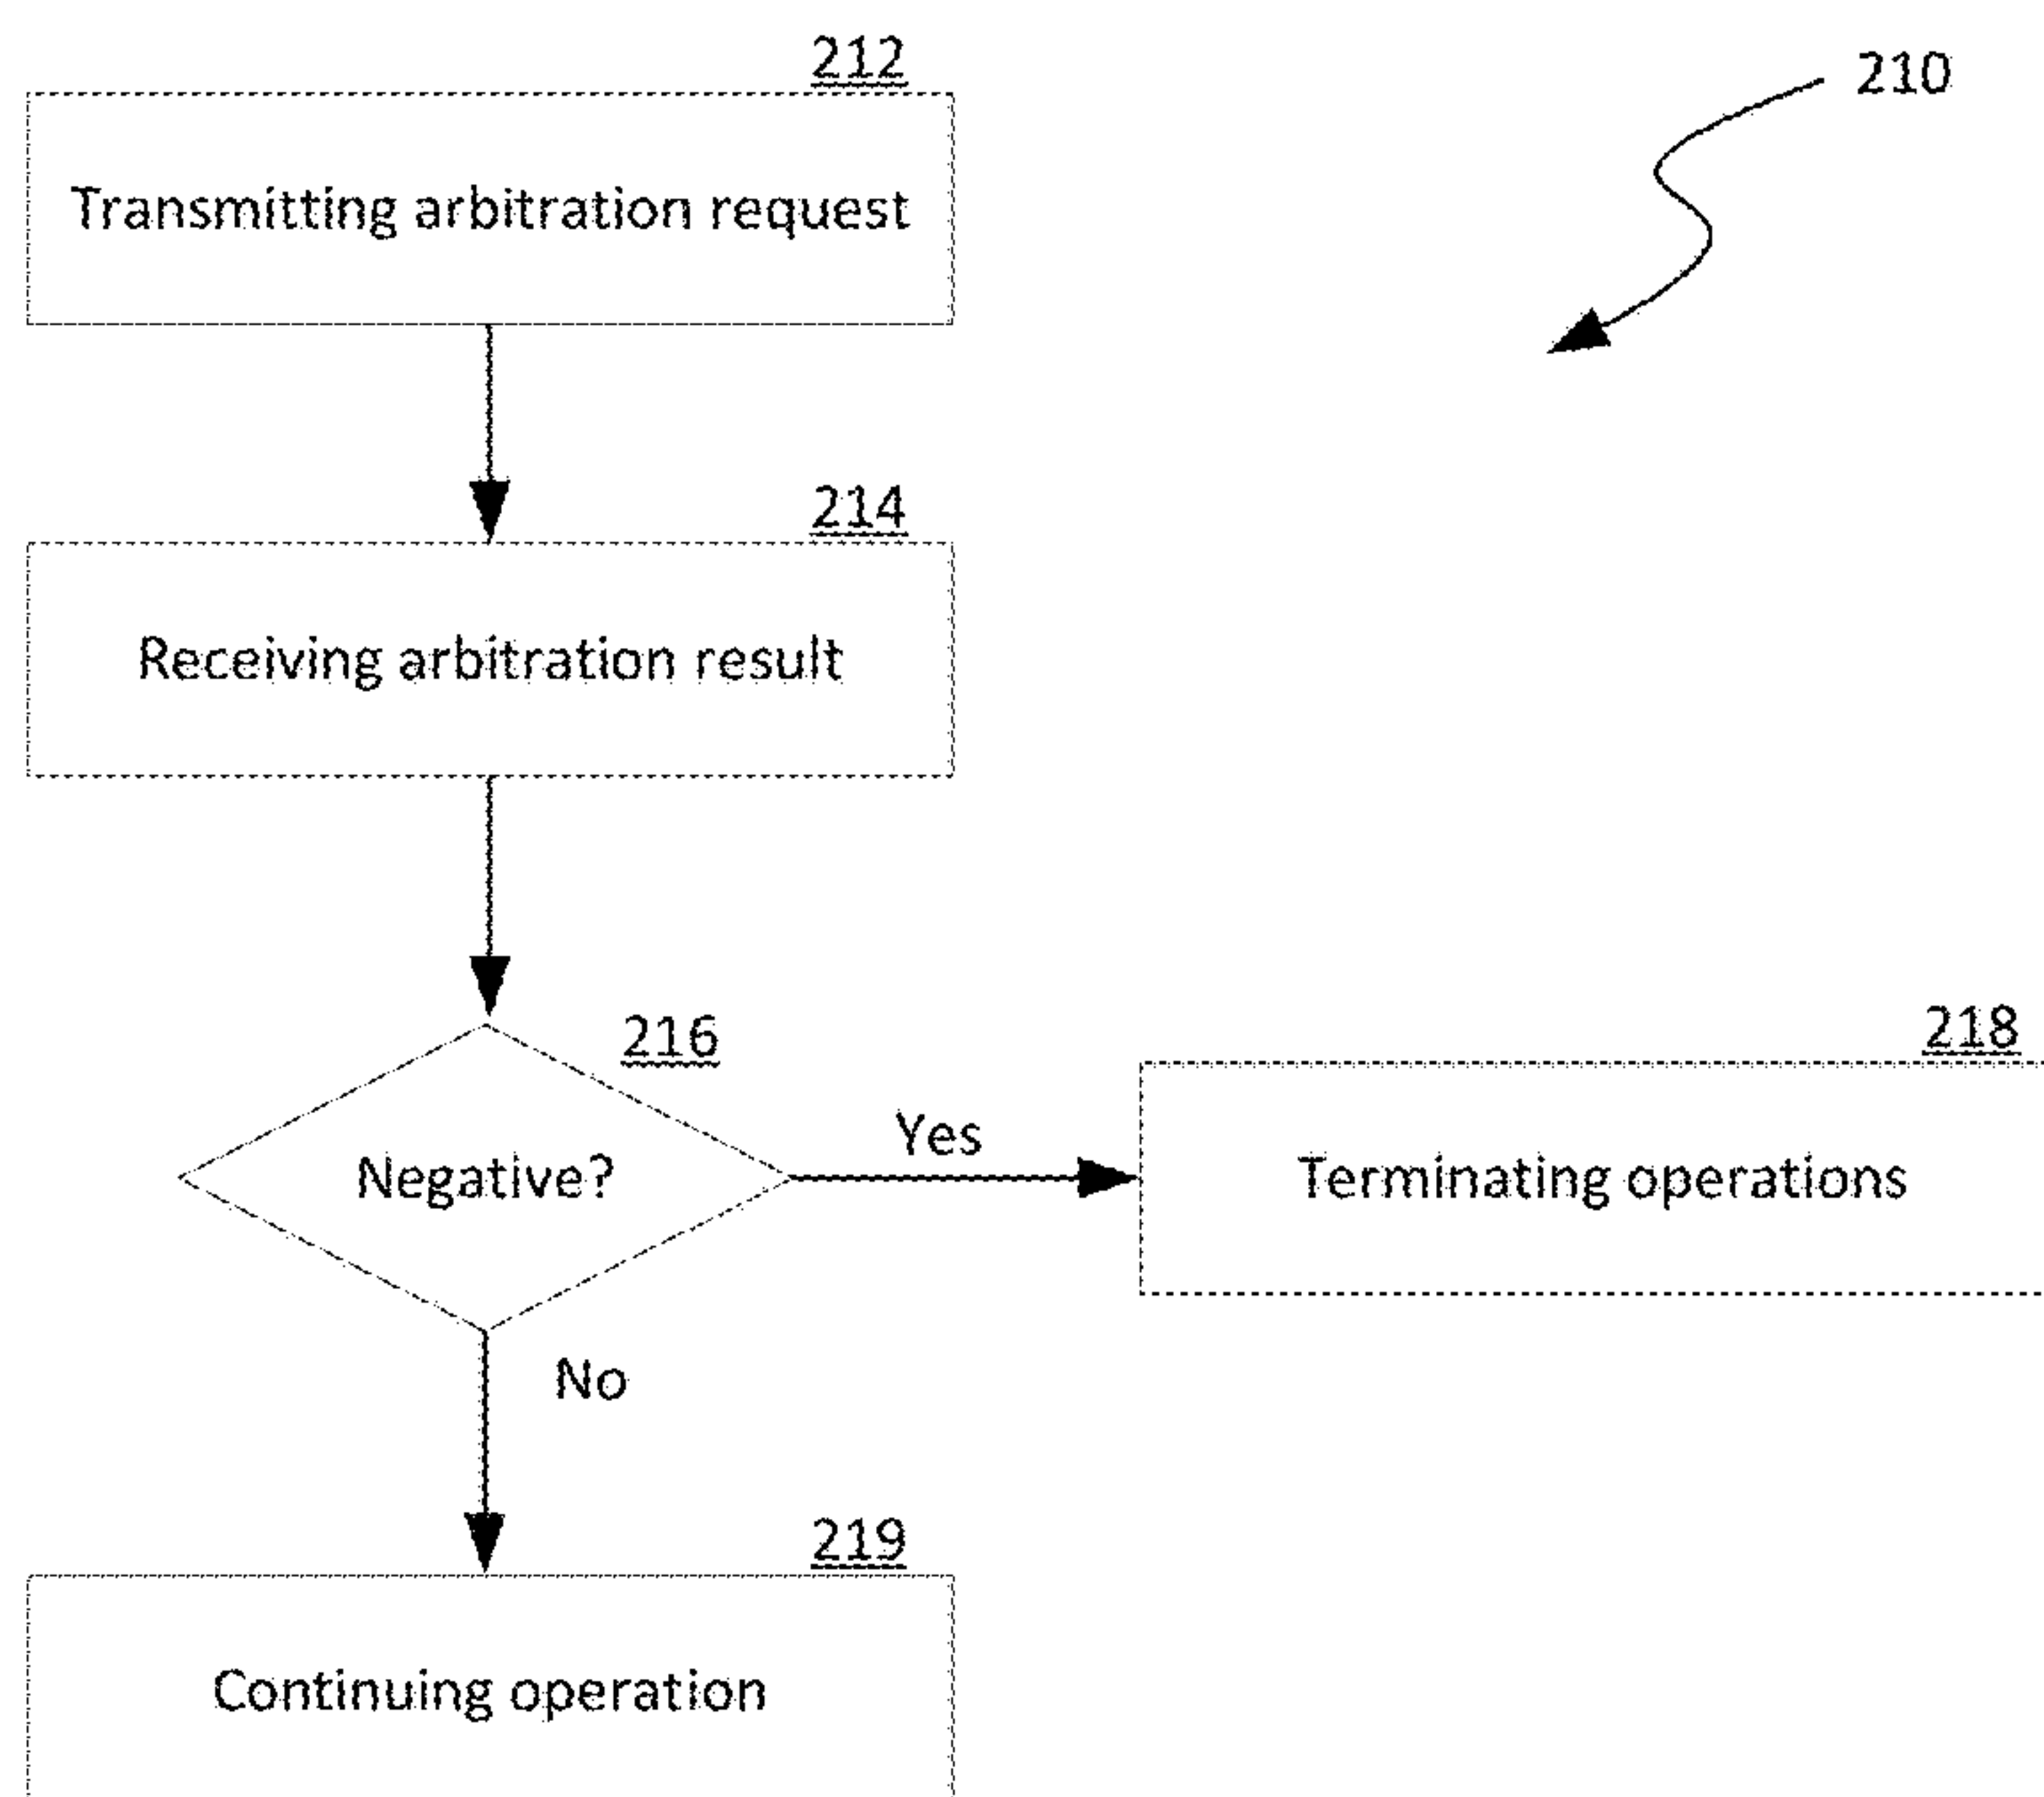 212
210
Transmitting arbitration request
214
Receiving arbitration result
216
218
Negative?
Yes
Terminating operations
No
219
Continuing operation